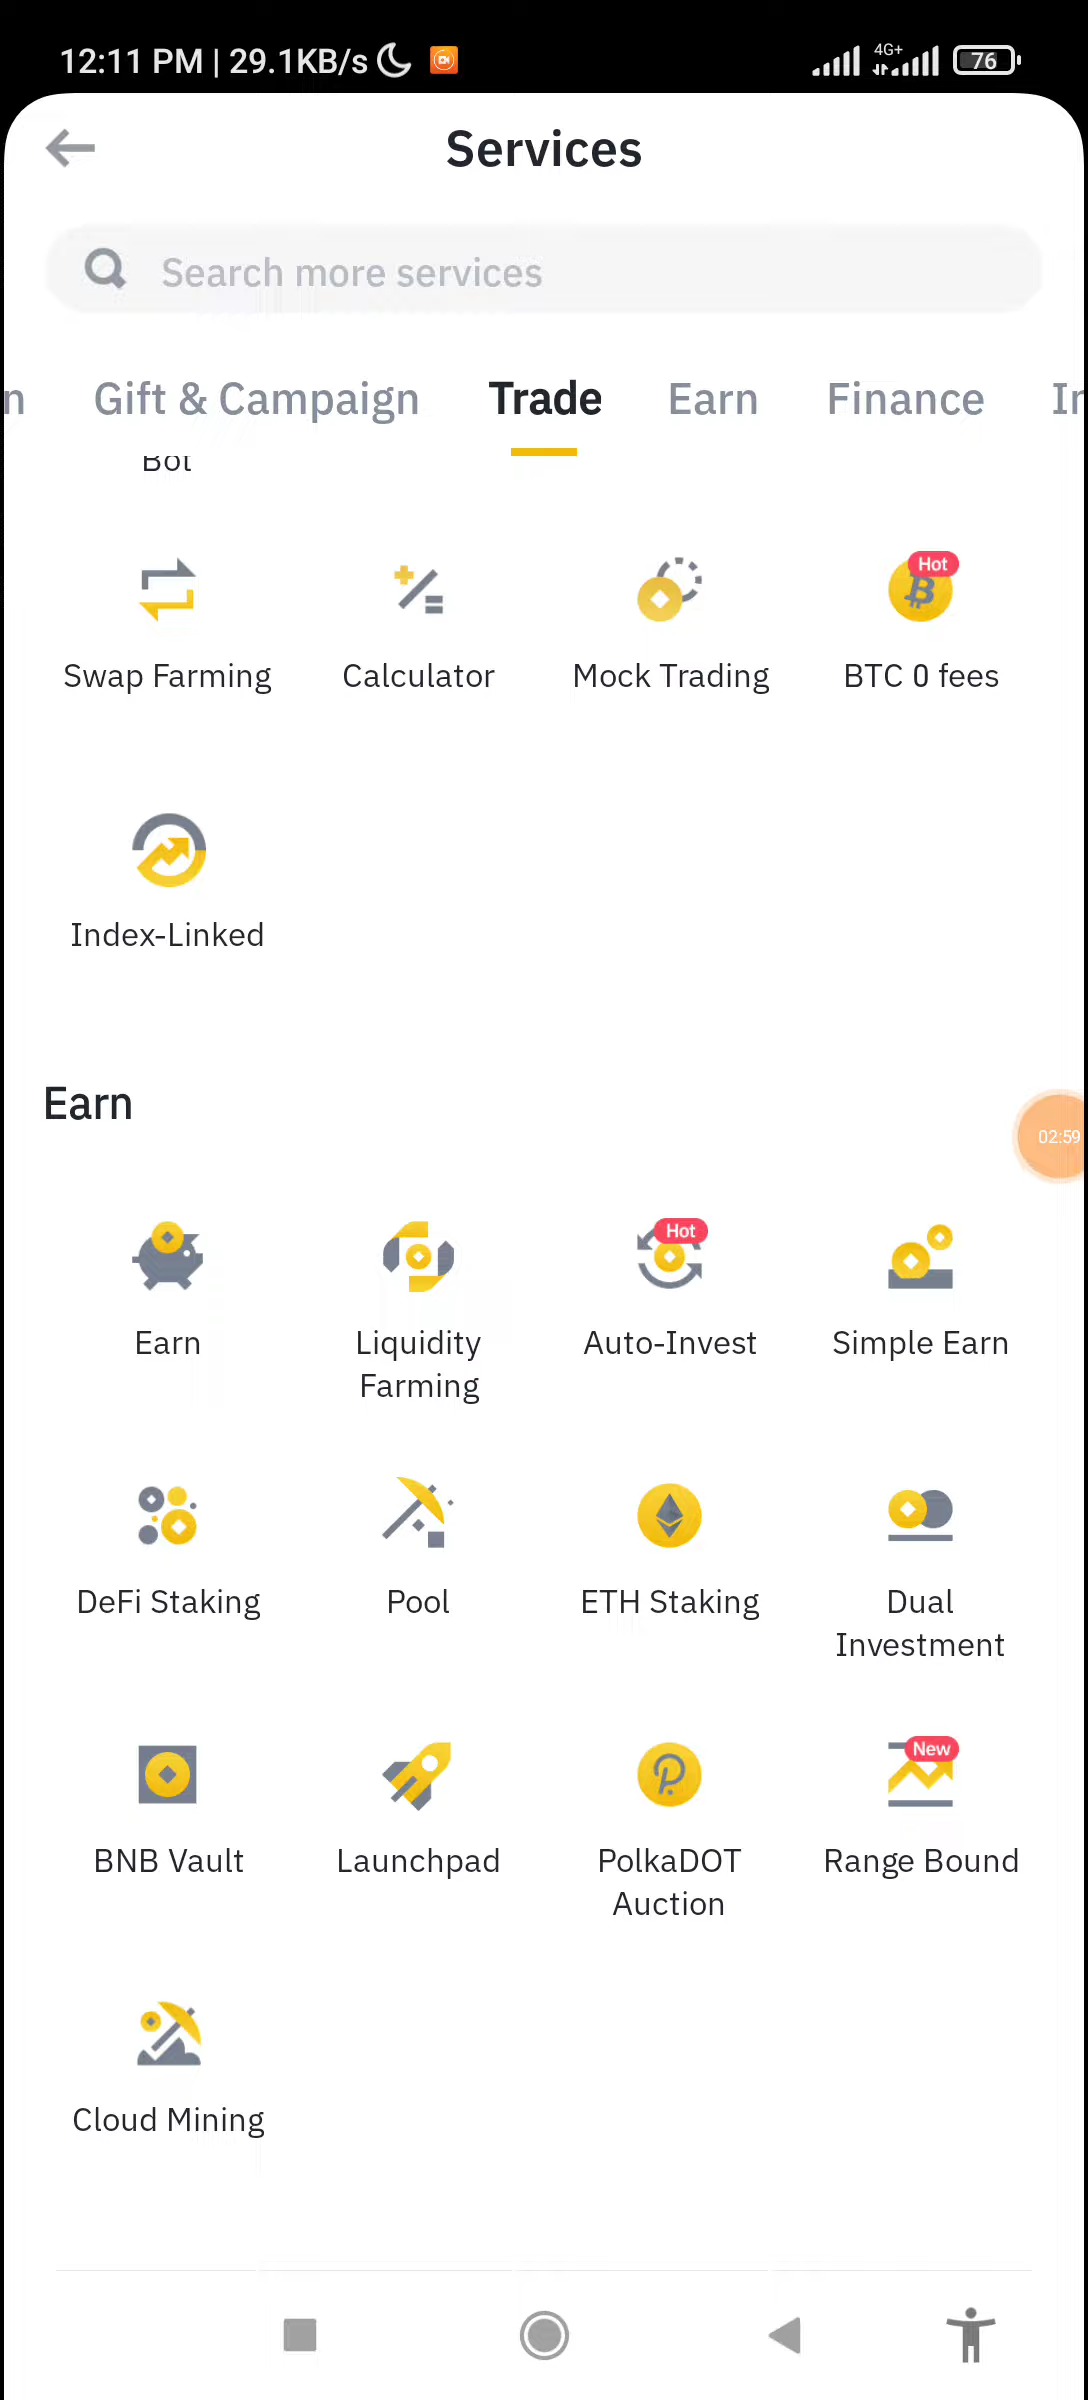 12:11 PM | 29.1KB/s 4G+ 76
Services
Search more services
n Gift & Campaign Trade Earn Finance In
Bot
Hot
Swap Farming Calculator Mock Trading BTC 0 fees
Index-Linked
Earn
02:59
Hot
Earn Liquidity Auto-Invest Simple Earn
Farming
DeFi Staking Pool ETH Staking Dual
Investment
New
BNB Vault Launchpad PolkaDOT Range Bound
Auction
Cloud Mining